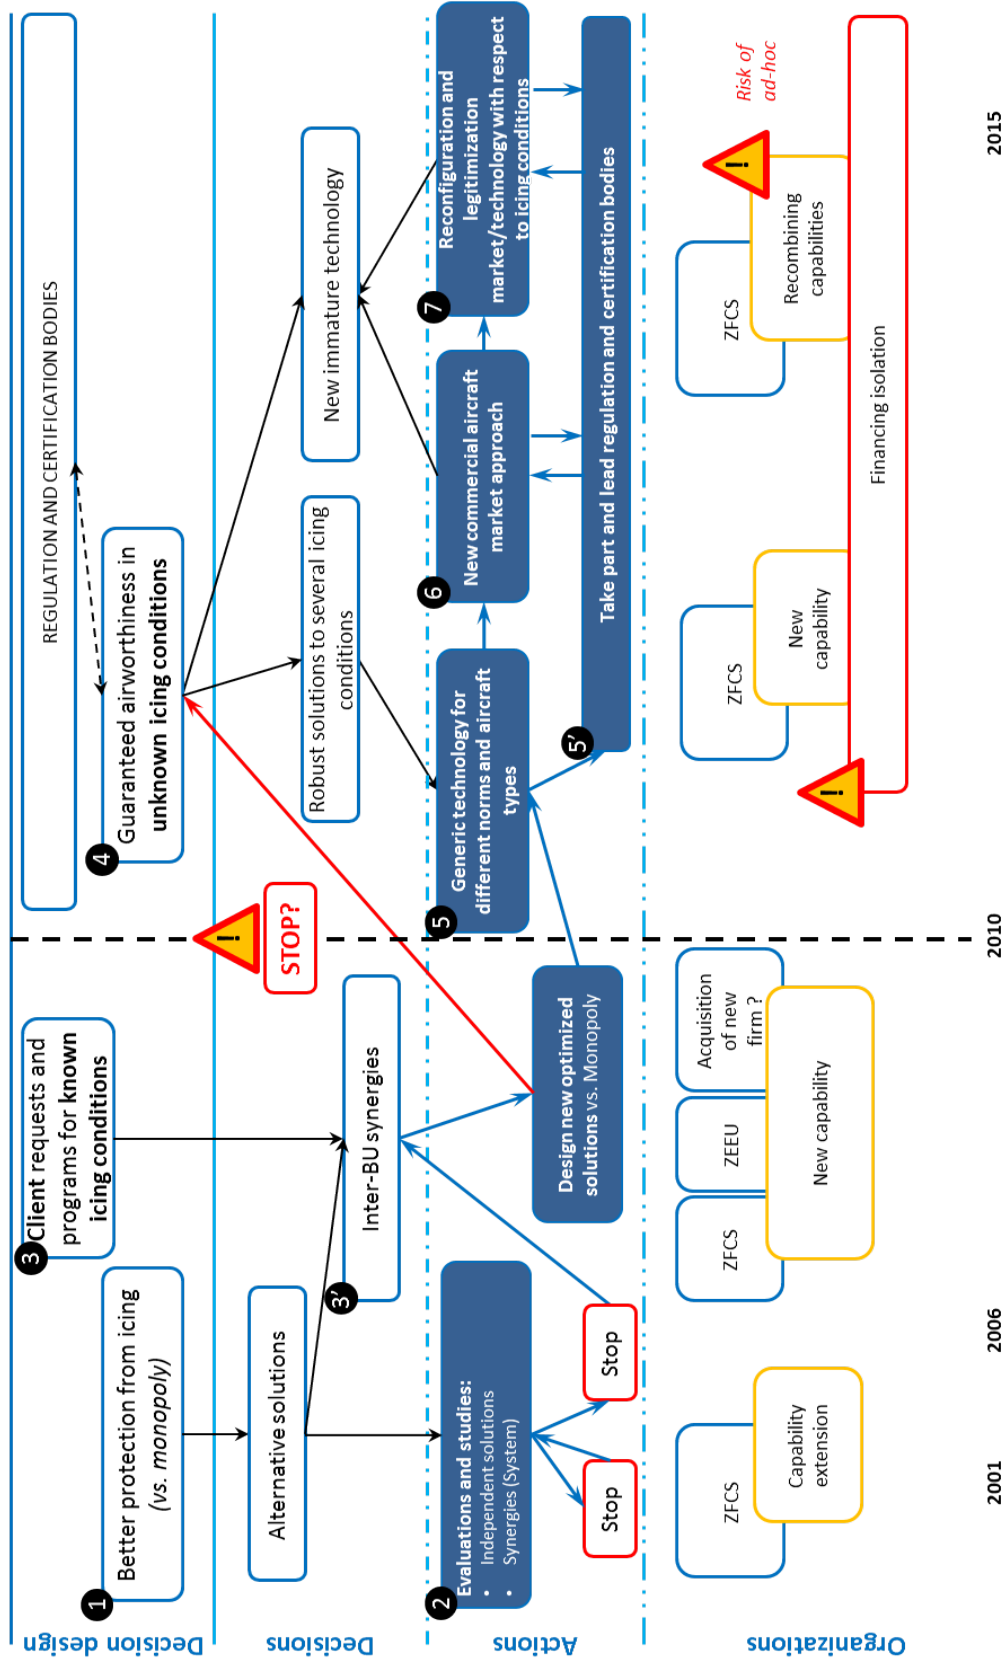 Decision design
REGULATION AND CERTIFICATION BODIES
1
Better protection from icing
(vs. monopoly)
3
Client requests and
programs for known
icing conditions
4
Guaranteed airworthiness in
unknown icing conditions
Decisions
Alternative solutions
3'
Inter-BU synergies
!
STOP?
Robust solutions to several icing
conditions
New immature technology
Actions
2
Evaluations and studies:
• Independent solutions
• Synergies (System)
Stop
Stop
Design new optimized
solutions vs. Monopoly
5
Generic technology for
different norms and aircraft
types
6
New commercial aircraft
market approach
7
Reconfiguration and
legitimization
market/technology with respect
to icing conditions
5'
Take part and lead regulation and certification bodies
Organizations
ZFCS
Capability
extension
ZFCS
ZEEU
Acquisition
of new
firm ?
New capability
ZFCS
New
capability
ZFCS
Recombining
capabilities
!
Risk of
ad-hoc
!
Financing isolation
2001
2006
2010
2015